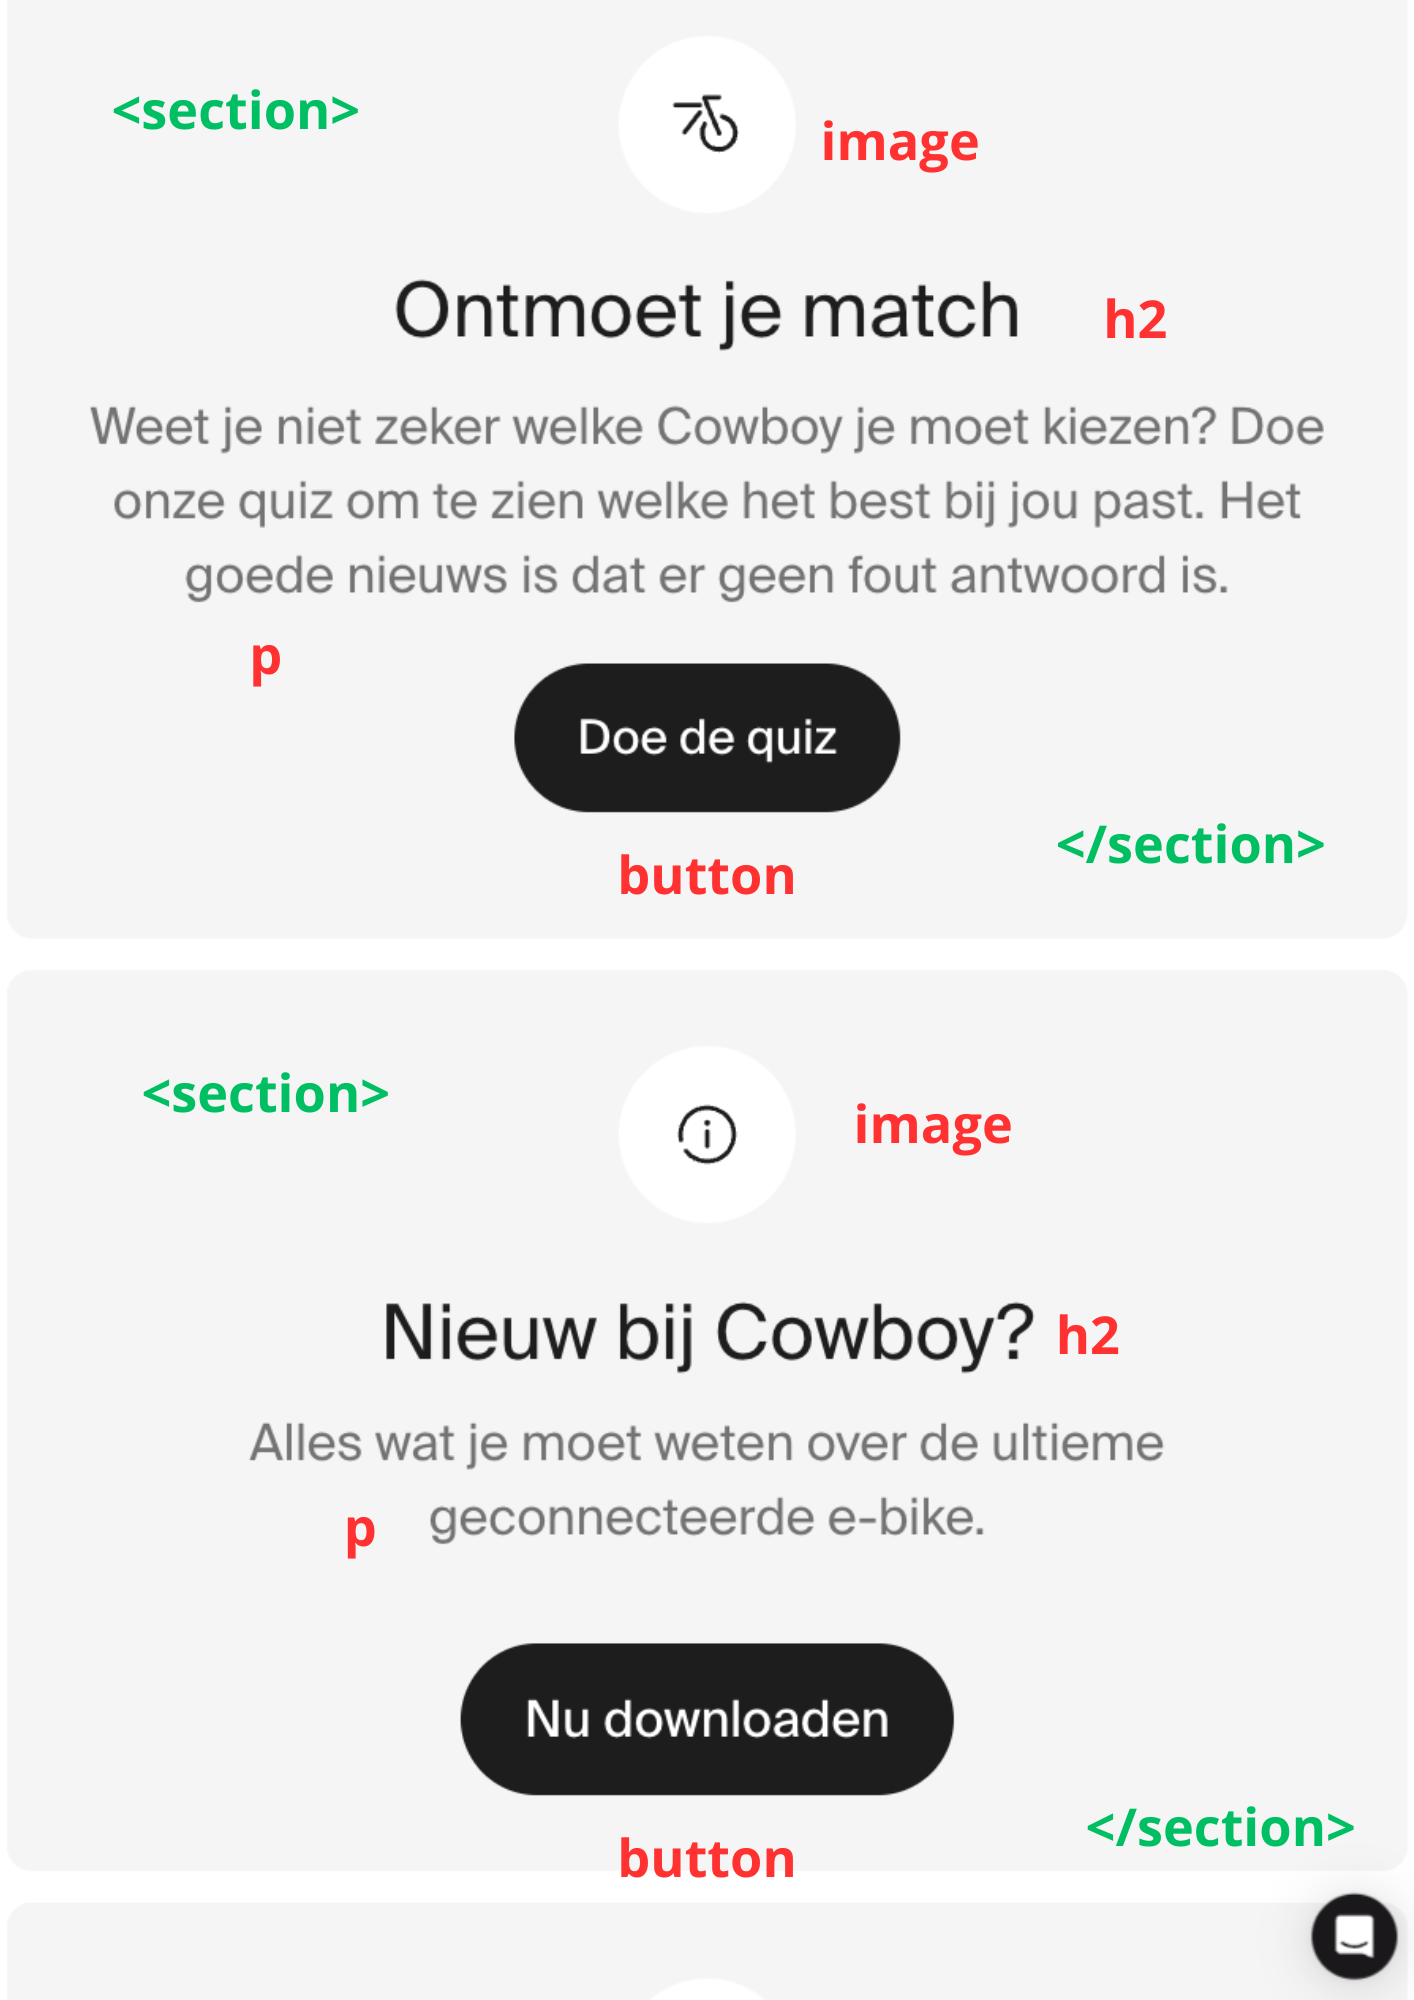 <section>
image
Ontmoet je match h2
Weet je niet zeker welke Cowboy je moet kiezen? Doe
onze quiz om te zien welke het best bij jou past. Het
goede nieuws is dat er geen fout antwoord is.
p
Doe de quiz
</section>
button
<section>
image
Nieuw bij Cowboy? h2
Alles wat je moet weten over de ultieme
p geconnecteerde e-bike.
Nu downloaden
</section>
button